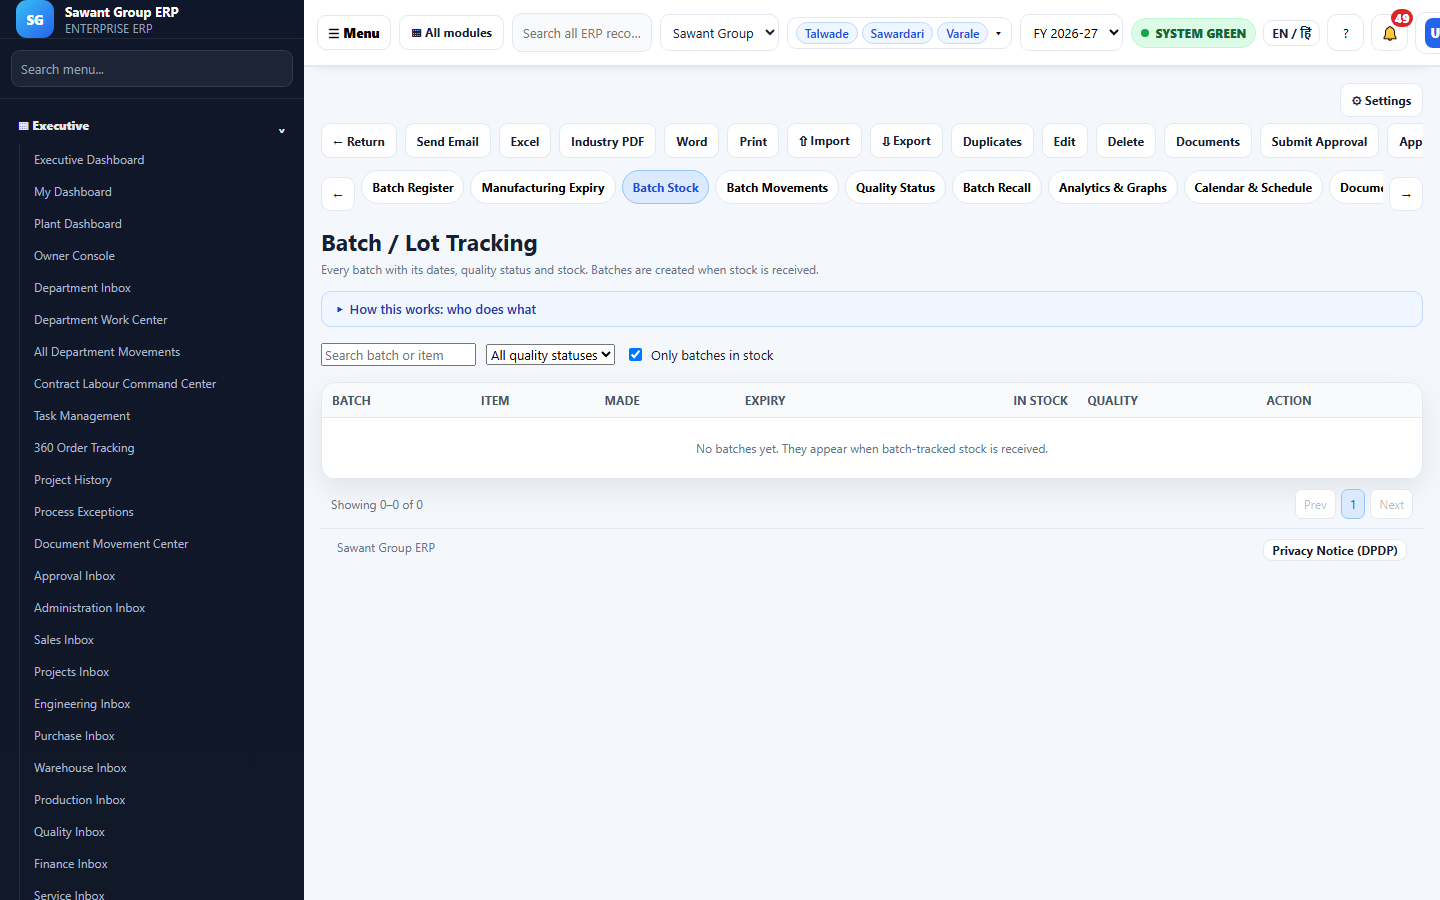 SG
Sawant Group ERP
ENTERPRISE ERP
Search menu...
Executive
Executive Dashboard
My Dashboard
Plant Dashboard
Owner Console
Department Inbox
Department Work Center
All Department Movements
Contract Labour Command Center
Task Management
360 Order Tracking
Project History
Process Exceptions
Document Movement Center
Approval Inbox
Administration Inbox
Sales Inbox
Projects Inbox
Engineering Inbox
Purchase Inbox
Warehouse Inbox
Production Inbox
Quality Inbox
Finance Inbox
Service Inbox
☰ Menu
All modules
Search all ERP reco...
Sawant Group
Talwade
Sawardari
Varale
FY 2026-27
SYSTEM GREEN
EN / हिं
?
49
U
⚙ Settings
← Return
Send Email
Excel
Industry PDF
Word
Print
⇧ Import
⇩ Export
Duplicates
Edit
Delete
Documents
Submit Approval
App
←
Batch Register
Manufacturing Expiry
Batch Stock
Batch Movements
Quality Status
Batch Recall
Analytics & Graphs
Calendar & Schedule
Docume
→
Batch / Lot Tracking
Every batch with its dates, quality status and stock. Batches are created when stock is received.
▸ How this works: who does what
Search batch or item
All quality statuses
Only batches in stock
BATCH ITEM MADE EXPIRY IN STOCK QUALITY ACTION
No batches yet. They appear when batch-tracked stock is received.
Showing 0–0 of 0
Prev
1
Next
Sawant Group ERP
Privacy Notice (DPDP)